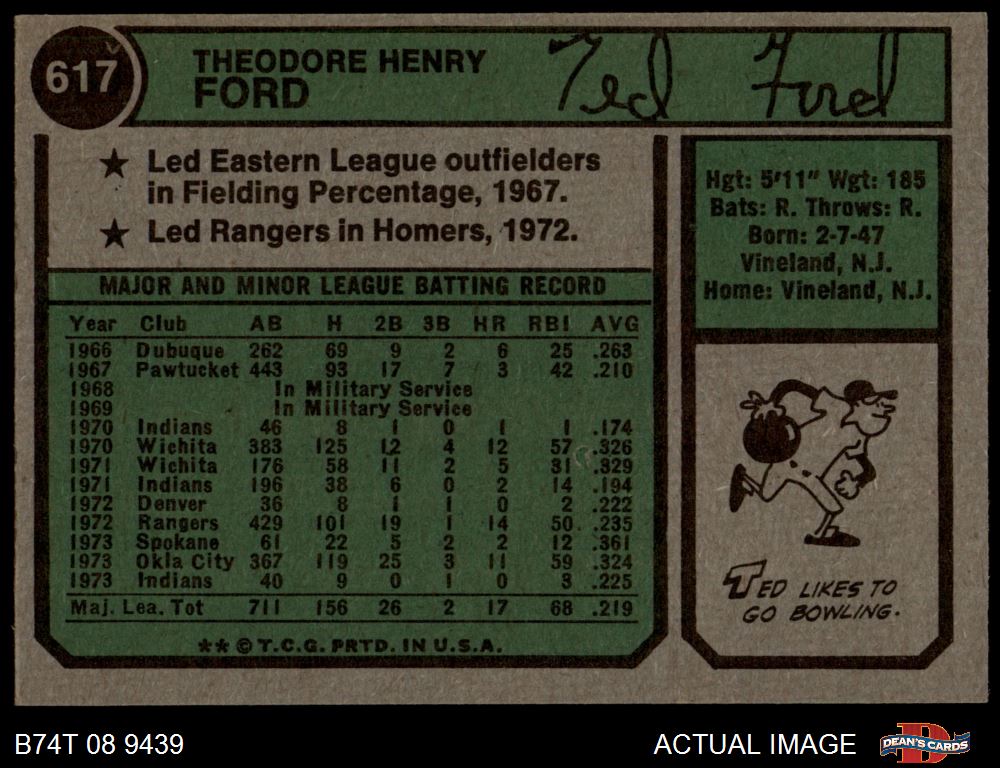 617
THEODORE HENRY
FORD
Ted Ford
★ Led Eastern League outfielders
in Fielding Percentage, 1967.
★ Led Rangers in Homers, 1972.
MAJOR AND MINOR LEAGUE BATTING RECORD
Year Club AB H 2B 3B HR RBI AVG
1966 Dubuque 262 69 9 2 6 25 .263
1967 Pawtucket 443 93 17 7 3 42 .210
1968 In Military Service
1969 In Military Service
1970 Indians 46 8 1 0 1 1 .174
1970 Wichita 383 125 12 4 12 57 .326
1971 Wichita 176 58 11 2 5 31 .329
1971 Indians 196 38 6 0 2 14 .194
1972 Denver 36 8 1 1 0 2 .222
1972 Rangers 429 101 19 1 14 50 .235
1973 Spokane 61 22 5 2 2 12 .361
1973 Okla City 367 119 25 3 11 59 .324
1973 Indians 40 9 0 1 0 3 .225
Maj. Lea. Tot 711 156 26 2 17 68 .219
** © T.C.G. PRTD. IN U.S.A.
Hgt: 5'11" Wgt: 185
Bats: R. Throws: R.
Born: 2-7-47
Vineland, N.J.
Home: Vineland, N.J.
TED LIKES TO
GO BOWLING.
B74T 08 9439
ACTUAL IMAGE
D
DEAN'S CARDS